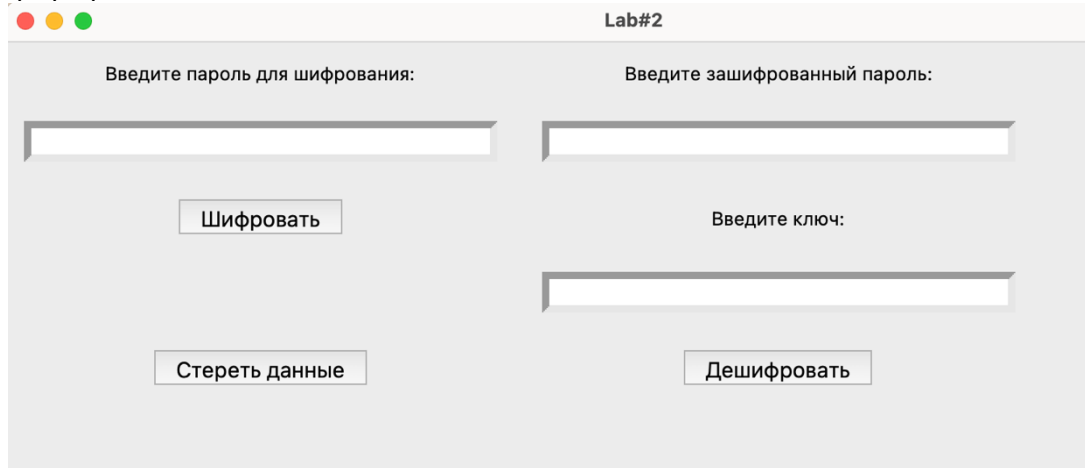 Lab#2
Введите пароль для шифрования:
Введите зашифрованный пароль:
Шифровать
Введите ключ:
Стереть данные
Дешифровать